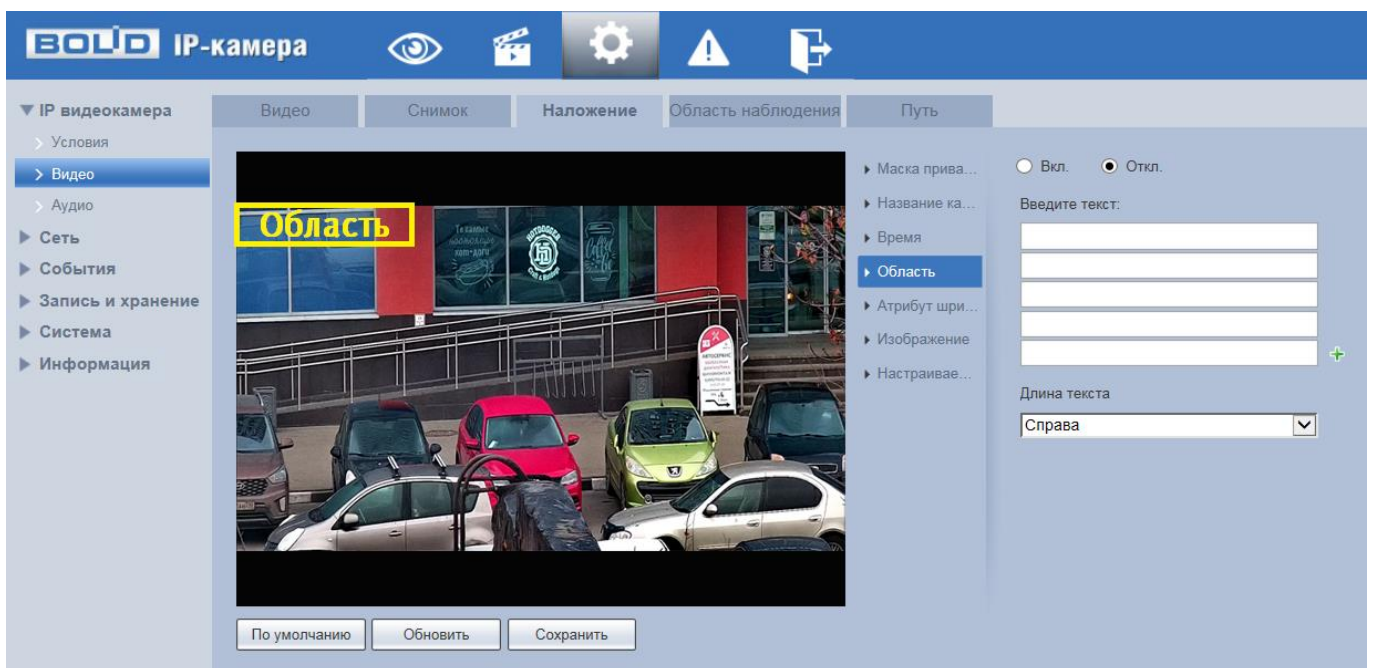 BOLID IP-камера
IP видеокамера
Условия
Видео
Аудио
Сеть
События
Запись и хранение
Система
Информация
Видео
Снимок
Наложение
Область наблюдения
Путь
Область
HOTDOGGER
АВТОСЕРВИС
Маска прива...
Название ка...
Время
Область
Атрибут шри...
Изображение
Настраивае...
Вкл. Откл.
Введите текст:
Длина текста
Справа
По умолчанию
Обновить
Сохранить